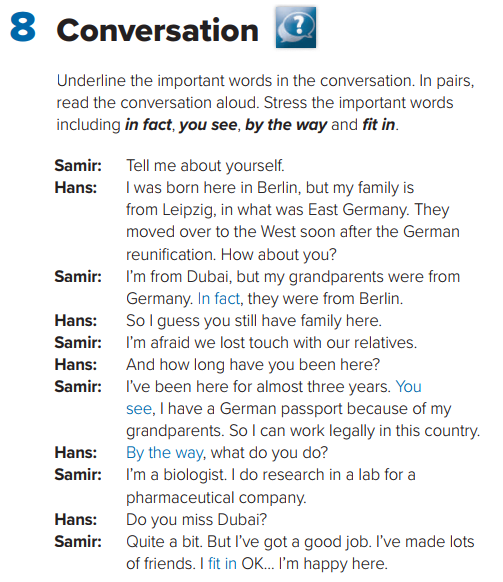 8 Conversation ?
Underline the important words in the conversation. In pairs,
read the conversation aloud. Stress the important words
including in fact, you see, by the way and fit in.
Samir: Tell me about yourself.
Hans: I was born here in Berlin, but my family is
from Leipzig, in what was East Germany. They
moved over to the West soon after the German
reunification. How about you?
Samir: I'm from Dubai, but my grandparents were from
Germany. In fact, they were from Berlin.
Hans: So I guess you still have family here.
Samir: I'm afraid we lost touch with our relatives.
Hans: And how long have you been here?
Samir: I've been here for almost three years. You
see, I have a German passport because of my
grandparents. So I can work legally in this country.
Hans: By the way, what do you do?
Samir: I'm a biologist. I do research in a lab for a
pharmaceutical company.
Hans: Do you miss Dubai?
Samir: Quite a bit. But I've got a good job. I've made lots
of friends. I fit in OK... I'm happy here.